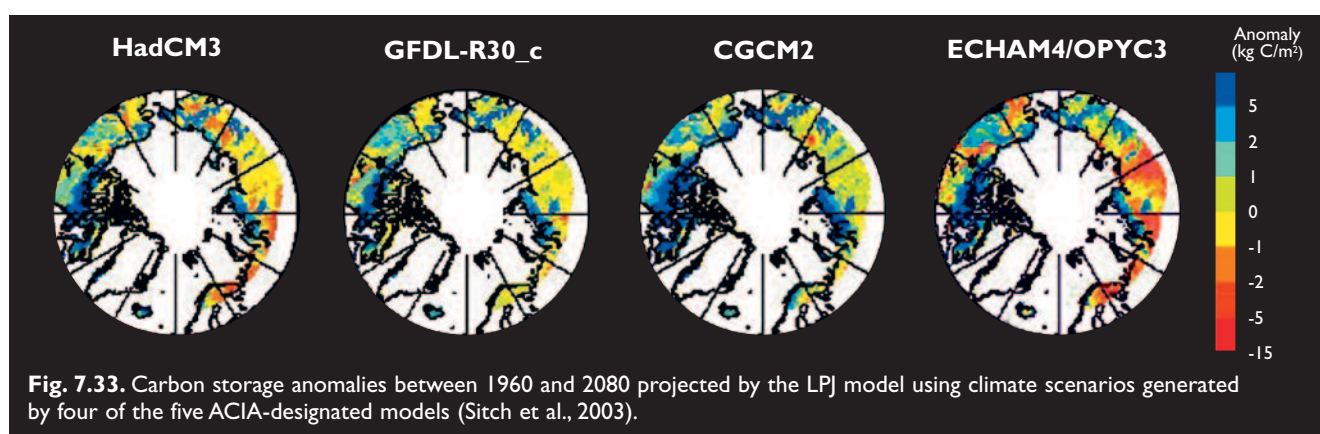 HadCM3
GFDL-R30_c
CGCM2
ECHAM4/OPYC3
Anomaly
(kg C/m²)
5
2
1
0
-1
-2
-5
-15
Fig. 7.33. Carbon storage anomalies between 1960 and 2080 projected by the LPJ model using climate scenarios generated
by four of the five ACIA-designated models (Sitch et al., 2003).